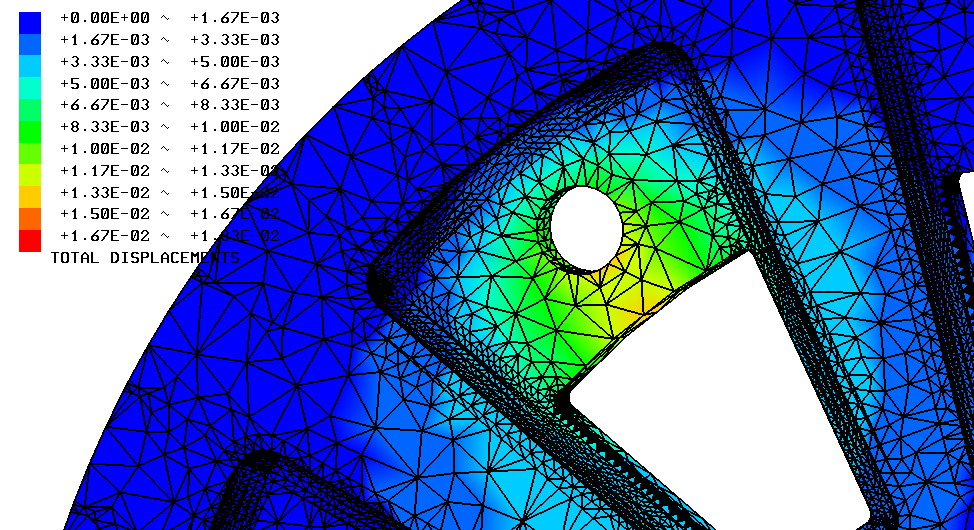 +0.00E+00 ~ +1.67E-03
+1.67E-03 ~ +3.33E-03
+3.33E-03 ~ +5.00E-03
+5.00E-03 ~ +6.67E-03
+6.67E-03 ~ +8.33E-03
+8.33E-03 ~ +1.00E-02
+1.00E-02 ~ +1.17E-02
+1.17E-02 ~ +1.33E-02
+1.33E-02 ~ +1.50E-02
+1.50E-02 ~ +1.67E-02
+1.67E-02 ~ +1.83E-02
TOTAL DISPLACEMENTS